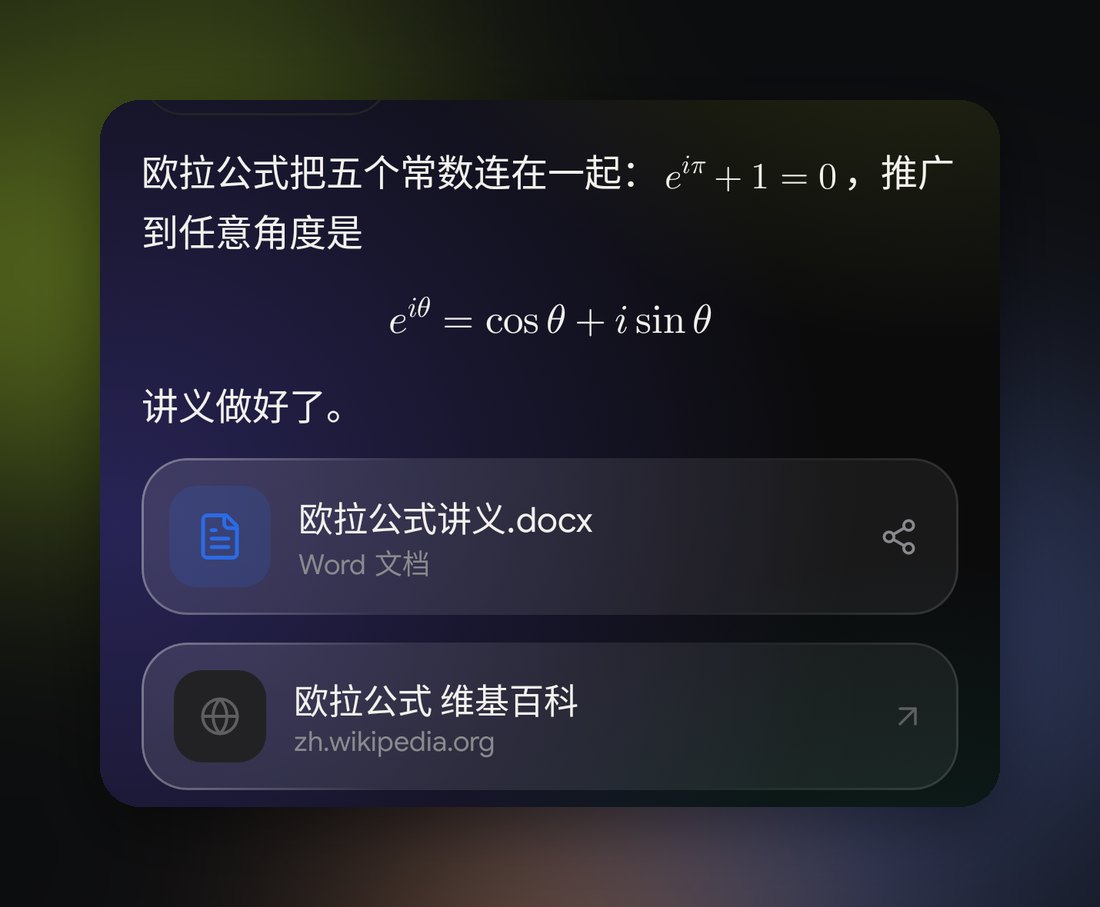 欧拉公式把五个常数连在一起：$e^{i\pi} + 1 = 0$，推广
到任意角度是
$e^{i\theta} = \cos\theta + i\sin\theta$
讲义做好了。
欧拉公式讲义.docx
Word 文档
欧拉公式 维基百科
zh.wikipedia.org